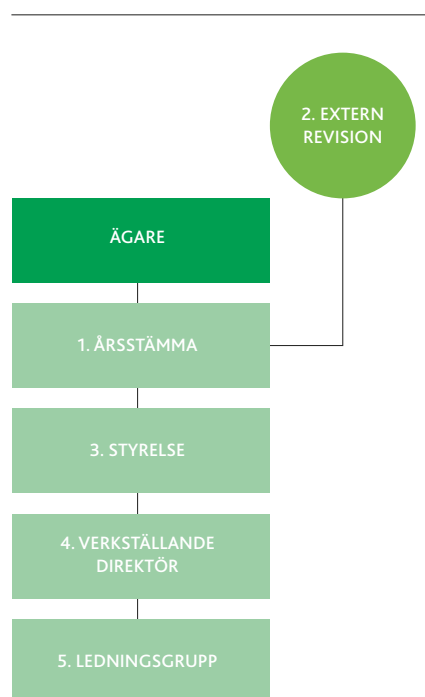 2. EXTERN
REVISION
ÄGARE
1. ÅRSSTÄMMA
3. STYRELSE
4. VERKSTÄLLANDE
DIREKTÖR
5. LEDNINGSGRUPP